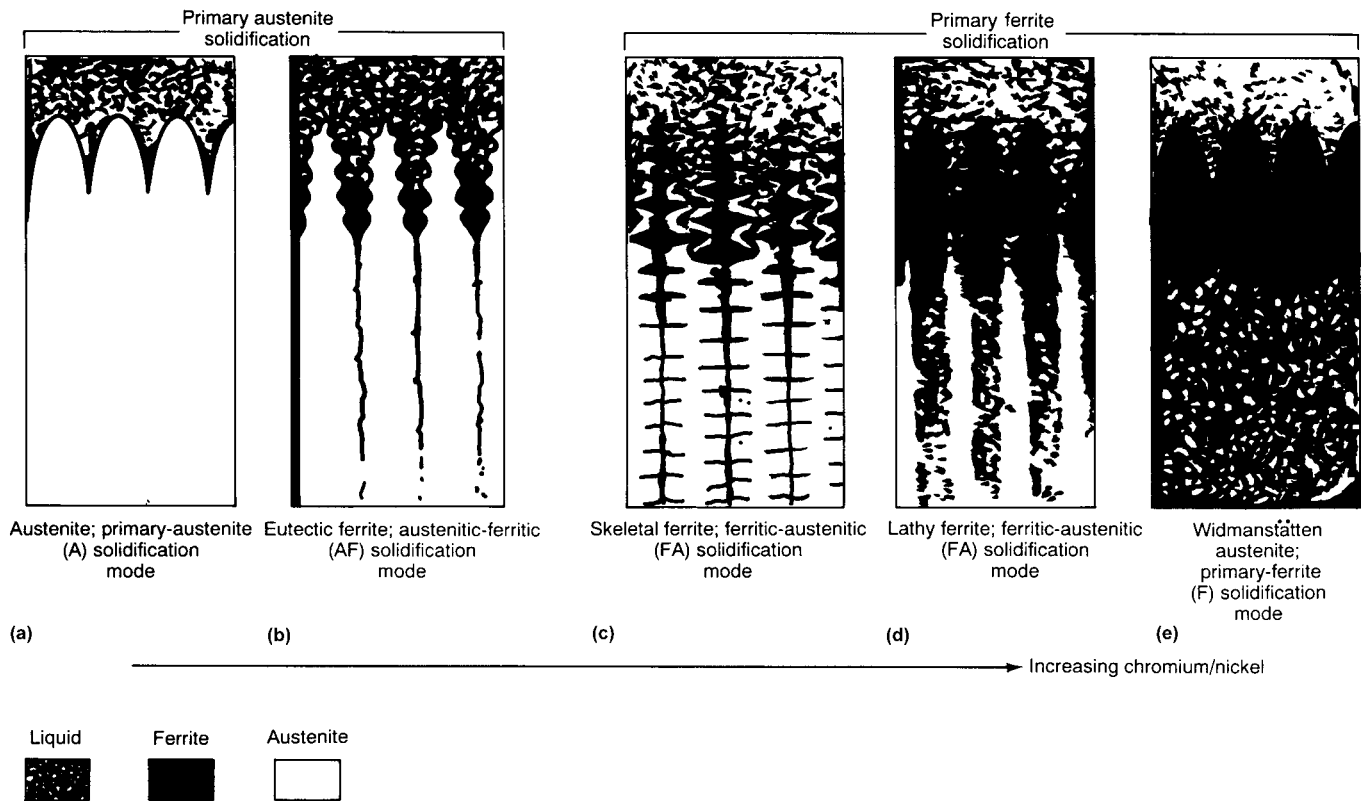 Primary austenite
solidification
Primary ferrite
solidification
Austenite; primary-austenite
(A) solidification
mode
Eutectic ferrite; austenitic-ferritic
(AF) solidification
mode
Skeletal ferrite; ferritic-austenitic
(FA) solidification
mode
Lathy ferrite; ferritic-austenitic
(FA) solidification
mode
Widmanstätten
austenite;
primary-ferrite
(F) solidification
mode
(a)
(b)
(c)
(d)
(e)
Increasing chromium/nickel
Liquid
Ferrite
Austenite